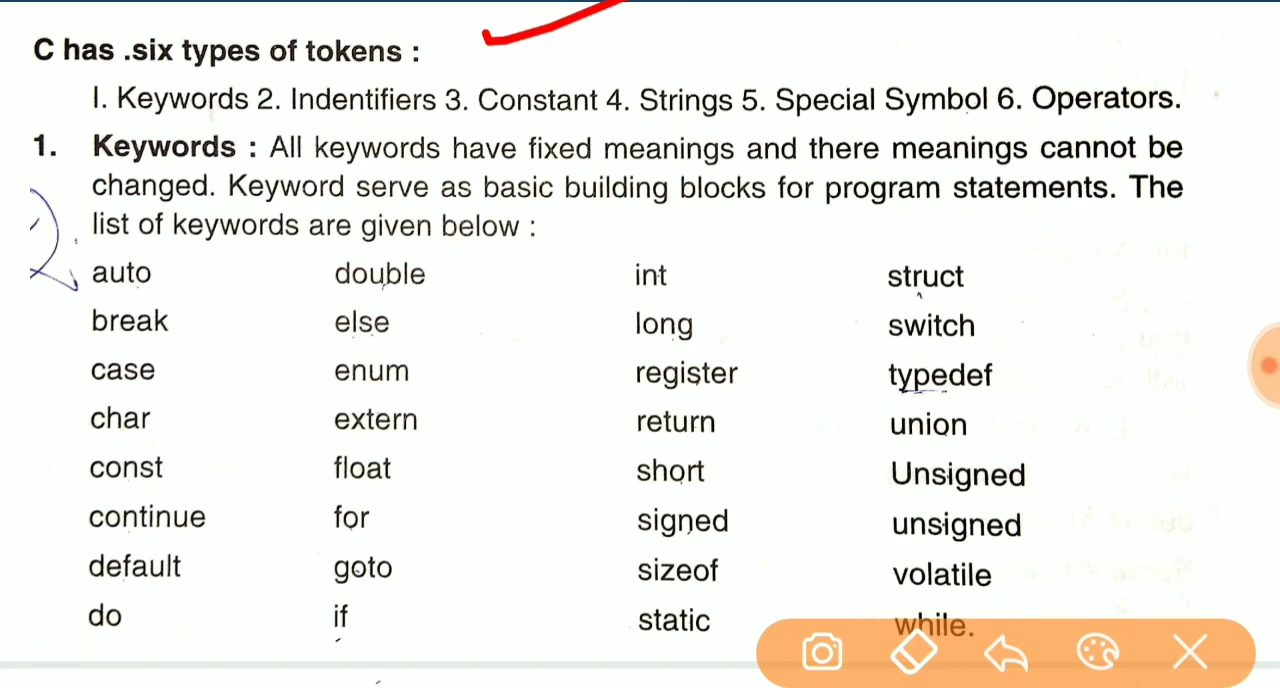 C has .six types of tokens :
I. Keywords 2. Indentifiers 3. Constant 4. Strings 5. Special Symbol 6. Operators.
1. Keywords : All keywords have fixed meanings and there meanings cannot be
changed. Keyword serve as basic building blocks for program statements. The
list of keywords are given below :
auto double int struct
break else long switch
case enum register typedef
char extern return union
const float short Unsigned
continue for signed unsigned
default goto sizeof volatile
do if static while.